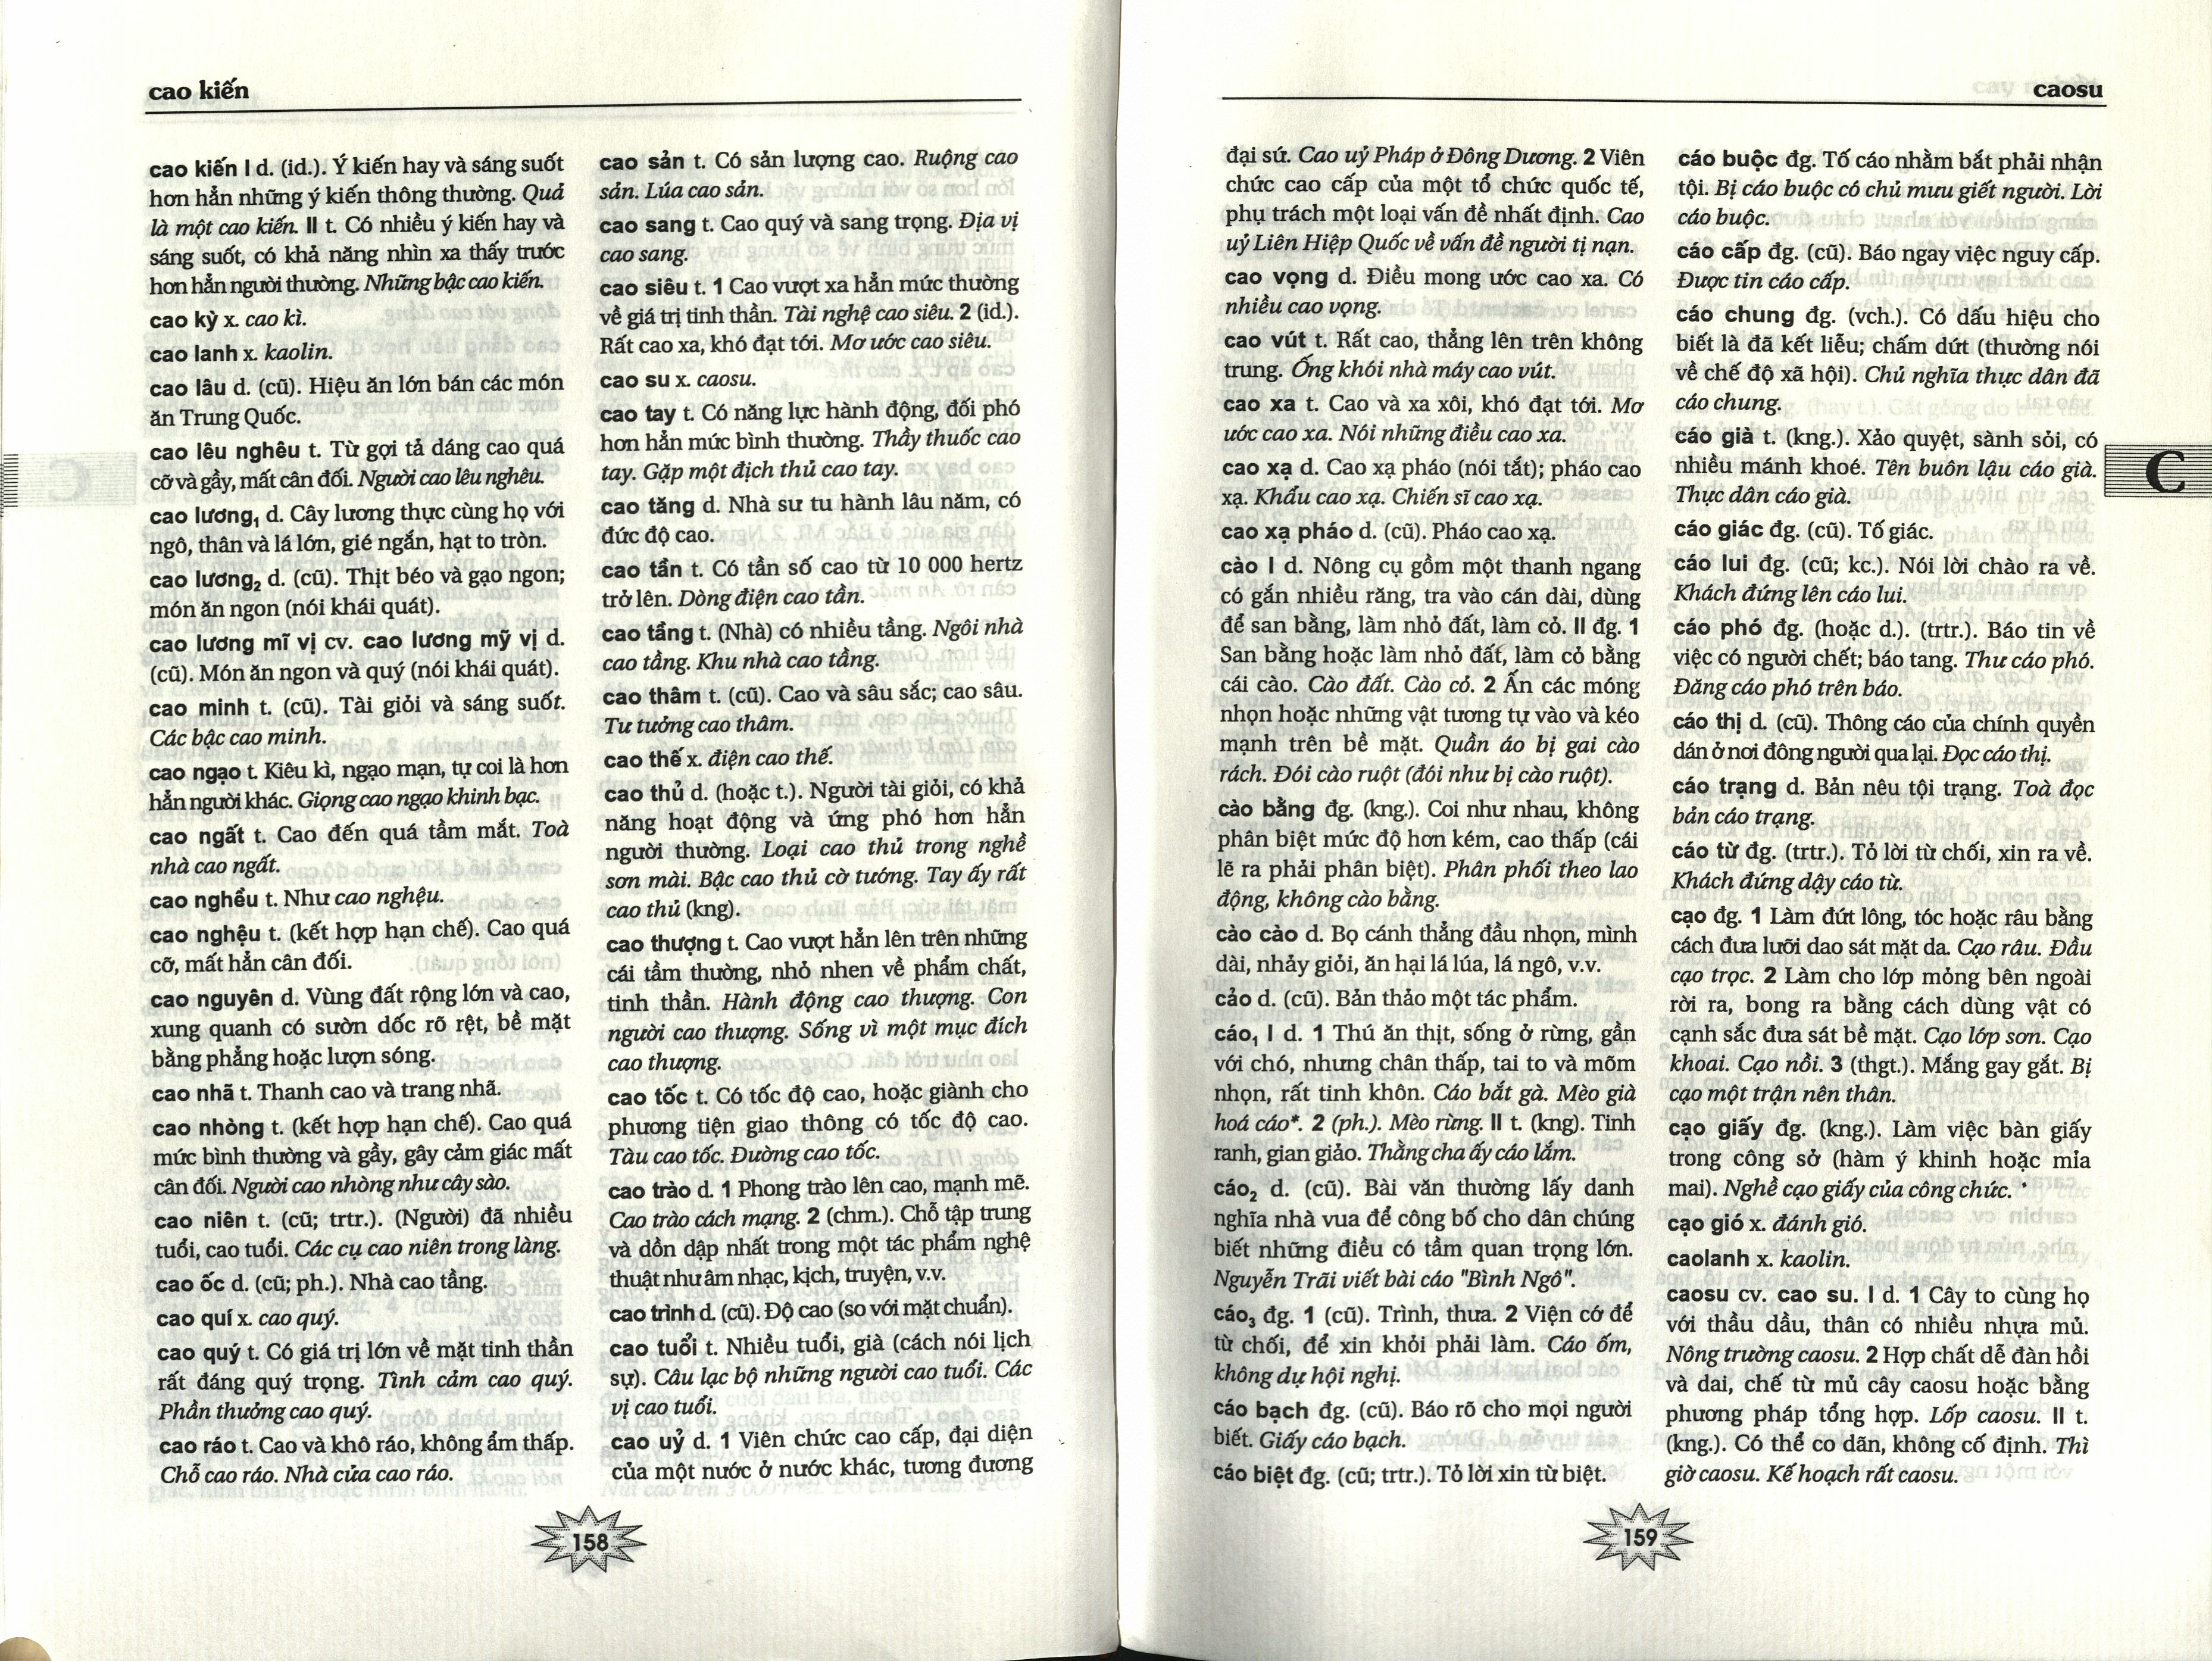 cao kiến
cao kiến I d. (id.). Ý kiến hay và sáng suốt
hơn hẳn những ý kiến thông thường. Quả
là một cao kiến. II t. Có nhiều ý kiến hay và
sáng suốt, có khả năng nhìn xa thấy trước
hơn hẳn người thường. Những bậc cao kiến.
cao kỳ x. cao kì.
cao lanh x. kaolin.
cao lâu d. (cũ). Hiệu ăn lớn bán các món
ăn Trung Quốc.
cao lêu nghêu t. Từ gợi tả dáng cao quá
cỡ và gầy, mất cân đối. Người cao lêu nghêu.
cao lương₁ d. Cây lương thực cùng họ với
ngô, thân và lá lớn, gié ngắn, hạt to tròn.
cao lương₂ d. (cũ). Thịt béo và gạo ngon;
món ăn ngon (nói khái quát).
cao lương mĩ vị cv. cao lương mỹ vị d.
(cũ). Món ăn ngon và quý (nói khái quát).
cao minh t. (cũ). Tài giỏi và sáng suốt.
Các bậc cao minh.
cao ngạo t. Kiêu kì, ngạo mạn, tự coi là hơn
hẳn người khác. Giọng cao ngạo khinh bạc.
cao ngất t. Cao đến quá tầm mắt. Toà
nhà cao ngất.
cao nghều t. Như cao nghệu.
cao nghệu t. (kết hợp hạn chế). Cao quá
cỡ, mất hẳn cân đối.
cao nguyên d. Vùng đất rộng lớn và cao,
xung quanh có sườn dốc rõ rệt, bề mặt
bằng phẳng hoặc lượn sóng.
cao nhã t. Thanh cao và trang nhã.
cao nhòng t. (kết hợp hạn chế). Cao quá
mức bình thường và gầy, gây cảm giác mất
cân đối. Người cao nhòng như cây sào.
cao niên t. (cũ; trtr.). (Người) đã nhiều
tuổi, cao tuổi. Các cụ cao niên trong làng.
cao ốc d. (cũ; ph.). Nhà cao tầng.
cao quí x. cao quý.
cao quý t. Có giá trị lớn về mặt tinh thần
rất đáng quý trọng. Tình cảm cao quý.
Phần thưởng cao quý.
cao ráo t. Cao và khô ráo, không ẩm thấp.
Chỗ cao ráo. Nhà cửa cao ráo.
cao sản t. Có sản lượng cao. Ruộng cao
sản. Lúa cao sản.
cao sang t. Cao quý và sang trọng. Địa vị
cao sang.
cao siêu t. 1 Cao vượt xa hẳn mức thường
về giá trị tinh thần. Tài nghệ cao siêu. 2 (id.).
Rất cao xa, khó đạt tới. Mơ ước cao siêu.
cao su x. caosu.
cao tay t. Có năng lực hành động, đối phó
hơn hẳn mức bình thường. Thầy thuốc cao
tay. Gặp một địch thủ cao tay.
cao tăng d. Nhà sư tu hành lâu năm, có
đức độ cao.
cao tần t. Có tần số cao từ 10 000 hertz
trở lên. Dòng điện cao tần.
cao tầng t. (Nhà) có nhiều tầng. Ngôi nhà
cao tầng. Khu nhà cao tầng.
cao thâm t. (cũ). Cao và sâu sắc; cao sâu.
Tư tưởng cao thâm.
cao thế x. điện cao thế.
cao thủ d. (hoặc t.). Người tài giỏi, có khả
năng hoạt động và ứng phó hơn hẳn
người thường. Loại cao thủ trong nghề
sơn mài. Bậc cao thủ cờ tướng. Tay ấy rất
cao thủ (kng).
cao thượng t. Cao vượt hẳn lên trên những
cái tầm thường, nhỏ nhen về phẩm chất,
tinh thần. Hành động cao thượng. Con
người cao thượng. Sống vì một mục đích
cao thượng.
cao tốc t. Có tốc độ cao, hoặc giành cho
phương tiện giao thông có tốc độ cao.
Tàu cao tốc. Đường cao tốc.
cao trào d. 1 Phong trào lên cao, mạnh mẽ.
Cao trào cách mạng. 2 (chm.). Chỗ tập trung
và dồn dập nhất trong một tác phẩm nghệ
thuật như âm nhạc, kịch, truyện, v.v.
cao trình d. (cũ). Độ cao (so với mặt chuẩn).
cao tuổi t. Nhiều tuổi, già (cách nói lịch
sự). Câu lạc bộ những người cao tuổi. Các
vị cao tuổi.
cao uỷ d. 1 Viên chức cao cấp, đại diện
của một nước ở nước khác, tương đương
158
caosu
đại sứ. Cao uỷ Pháp ở Đông Dương. 2 Viên
chức cao cấp của một tổ chức quốc tế,
phụ trách một loại vấn đề nhất định. Cao
uỷ Liên Hiệp Quốc về vấn đề người tị nạn.
cao vọng d. Điều mong ước cao xa. Có
nhiều cao vọng.
cao vút t. Rất cao, thẳng lên trên không
trung. Ống khói nhà máy cao vút.
cao xa t. Cao và xa xôi, khó đạt tới. Mơ
ước cao xa. Nói những điều cao xa.
cao xạ d. Cao xạ pháo (nói tắt); pháo cao
xạ. Khẩu cao xạ. Chiến sĩ cao xạ.
cao xạ pháo d. (cũ). Pháo cao xạ.
cào I d. Nông cụ gồm một thanh ngang
có gắn nhiều răng, tra vào cán dài, dùng
để san bằng, làm nhỏ đất, làm cỏ. II đg. 1
San bằng hoặc làm nhỏ đất, làm cỏ bằng
cái cào. Cào đất. Cào cỏ. 2 Ấn các móng
nhọn hoặc những vật tương tự vào và kéo
mạnh trên bề mặt. Quần áo bị gai cào
rách. Đói cào ruột (đói như bị cào ruột).
cào bằng đg. (kng.). Coi như nhau, không
phân biệt mức độ hơn kém, cao thấp (cái
lẽ ra phải phân biệt). Phân phối theo lao
động, không cào bằng.
cào cào d. Bọ cánh thẳng đầu nhọn, mình
dài, nhảy giỏi, ăn hại lá lúa, lá ngô, v.v.
cảo d. (cũ). Bản thảo một tác phẩm.
cáo₁ I d. 1 Thú ăn thịt, sống ở rừng, gần
với chó, nhưng chân thấp, tai to và mõm
nhọn, rất tinh khôn. Cáo bắt gà. Mèo già
hoá cáo*. 2 (ph.). Mèo rừng. II t. (kng). Tinh
ranh, gian giảo. Thằng cha ấy cáo lắm.
cáo₂ d. (cũ). Bài văn thường lấy danh
nghĩa nhà vua để công bố cho dân chúng
biết những điều có tầm quan trọng lớn.
Nguyễn Trãi viết bài cáo "Bình Ngô".
cáo₃ đg. 1 (cũ). Trình, thưa. 2 Viện cớ để
từ chối, để xin khỏi phải làm. Cáo ốm,
không dự hội nghị.
cáo bạch đg. (cũ). Báo rõ cho mọi người
biết. Giấy cáo bạch.
cáo biệt đg. (cũ; trtr.). Tỏ lời xin từ biệt.
cáo buộc đg. Tố cáo nhằm bắt phải nhận
tội. Bị cáo buộc có chủ mưu giết người. Lời
cáo buộc.
cáo cấp đg. (cũ). Báo ngay việc nguy cấp.
Được tin cáo cấp.
cáo chung đg. (vch.). Có dấu hiệu cho
biết là đã kết liễu; chấm dứt (thường nói
về chế độ xã hội). Chủ nghĩa thực dân đã
cáo chung.
cáo già t. (kng.). Xảo quyệt, sành sỏi, có
nhiều mánh khoé. Tên buôn lậu cáo già.
Thực dân cáo già.
cáo giác đg. (cũ). Tố giác.
cáo lui đg. (cũ; kc.). Nói lời chào ra về.
Khách đứng lên cáo lui.
cáo phó đg. (hoặc d.). (trtr.). Báo tin về
việc có người chết; báo tang. Thư cáo phó.
Đăng cáo phó trên báo.
cáo thị d. (cũ). Thông cáo của chính quyền
dán ở nơi đông người qua lại. Đọc cáo thị.
cáo trạng d. Bản nêu tội trạng. Toà đọc
bản cáo trạng.
cáo từ đg. (trtr.). Tỏ lời từ chối, xin ra về.
Khách đứng dậy cáo từ.
cạo đg. 1 Làm đứt lông, tóc hoặc râu bằng
cách đưa lưỡi dao sát mặt da. Cạo râu. Đầu
cạo trọc. 2 Làm cho lớp mỏng bên ngoài
rời ra, bong ra bằng cách dùng vật có
cạnh sắc đưa sát bề mặt. Cạo lớp sơn. Cạo
khoai. Cạo nồi. 3 (thgt.). Mắng gay gắt. Bị
cạo một trận nên thân.
cạo giấy đg. (kng.). Làm việc bàn giấy
trong công sở (hàm ý khinh hoặc mỉa
mai). Nghề cạo giấy của công chức.
cạo gió x. đánh gió.
caolanh x. kaolin.
caosu cv. cao su. I d. 1 Cây to cùng họ
với thầu dầu, thân có nhiều nhựa mủ.
Nông trường caosu. 2 Hợp chất dễ đàn hồi
và dai, chế từ mủ cây caosu hoặc bằng
phương pháp tổng hợp. Lốp caosu. II t.
(kng.). Có thể co dãn, không cố định. Thì
giờ caosu. Kế hoạch rất caosu.
C
159